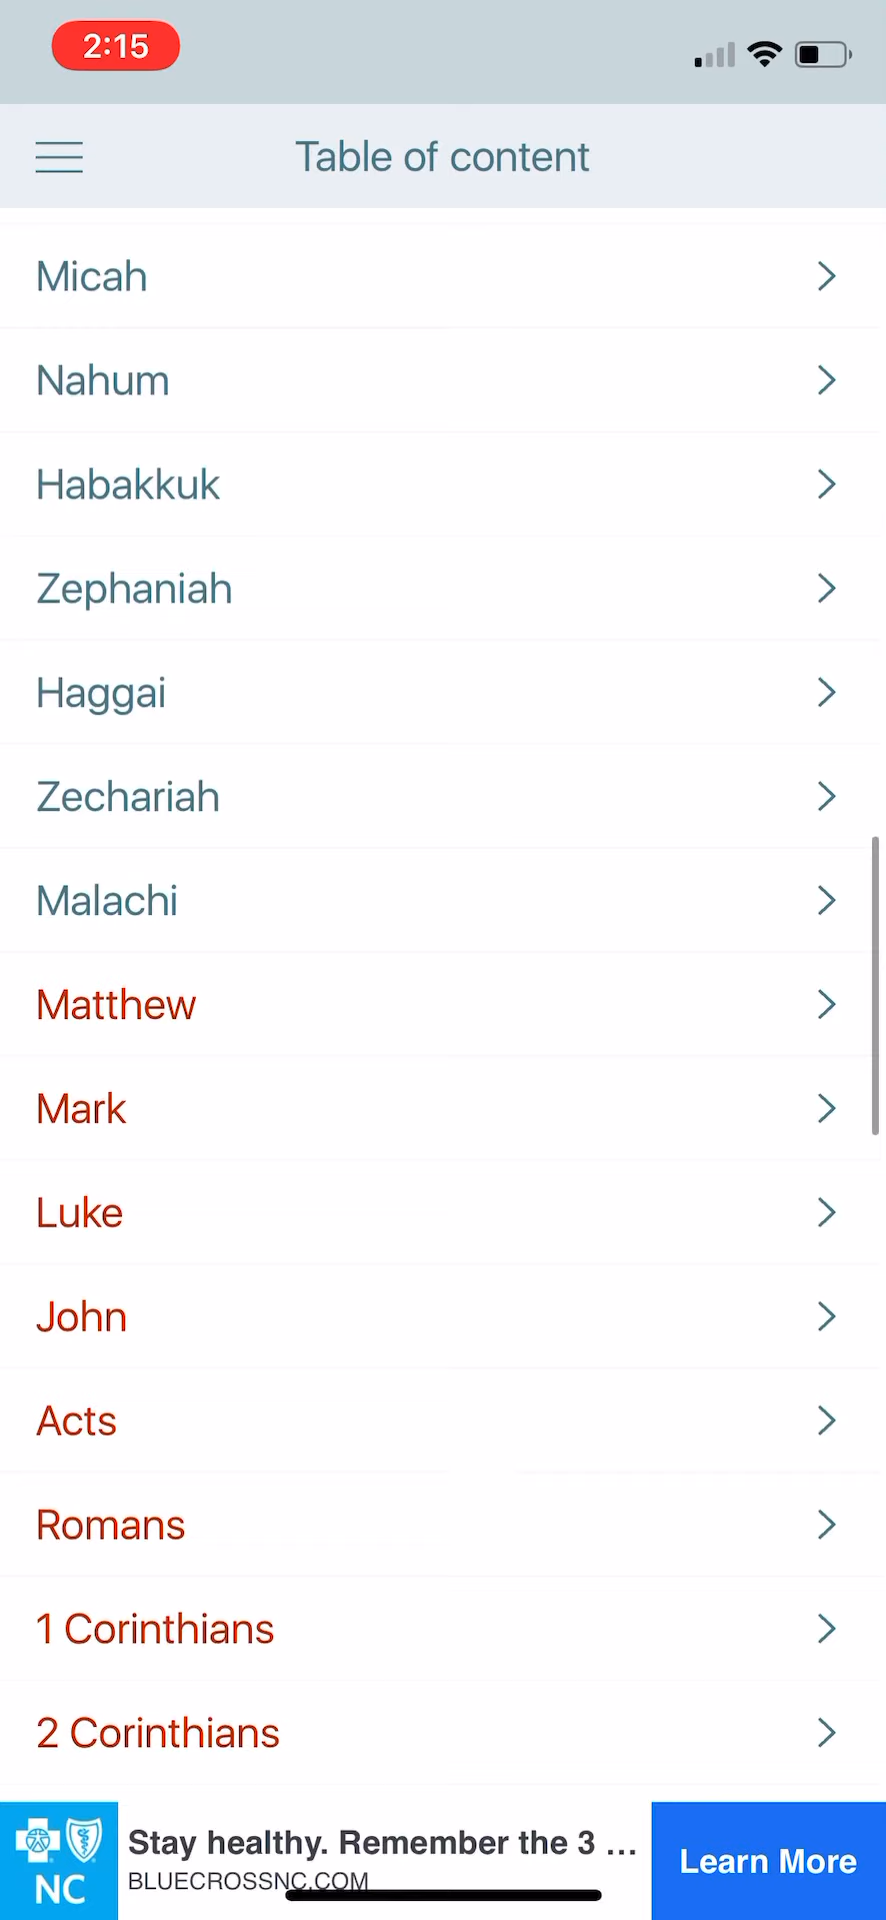 2:15
Table of content
Micah
Nahum
Habakkuk
Zephaniah
Haggai
Zechariah
Malachi
Matthew
Mark
Luke
John
Acts
Romans
1 Corinthians
2 Corinthians
Stay healthy. Remember the 3 ...
BLUECROSSNC.COM
NC
Learn More